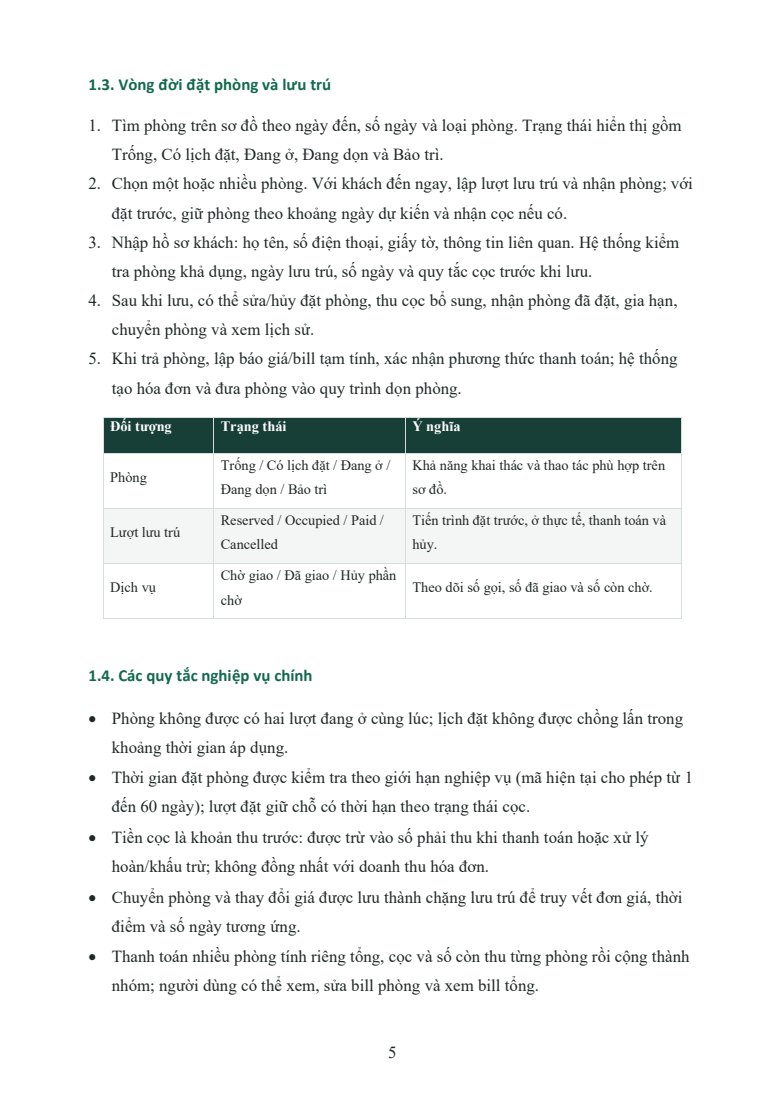 1.3. Vòng đời đặt phòng và lưu trú
1. Tìm phòng trên sơ đồ theo ngày đến, số ngày và loại phòng. Trạng thái hiển thị gồm
Trống, Có lịch đặt, Đang ở, Đang dọn và Bảo trì.
2. Chọn một hoặc nhiều phòng. Với khách đến ngay, lập lượt lưu trú và nhận phòng; với
đặt trước, giữ phòng theo khoảng ngày dự kiến và nhận cọc nếu có.
3. Nhập hồ sơ khách: họ tên, số điện thoại, giấy tờ, thông tin liên quan. Hệ thống kiểm
tra phòng khả dụng, ngày lưu trú, số ngày và quy tắc cọc trước khi lưu.
4. Sau khi lưu, có thể sửa/hủy đặt phòng, thu cọc bổ sung, nhận phòng đã đặt, gia hạn,
chuyển phòng và xem lịch sử.
5. Khi trả phòng, lập báo giá/bill tạm tính, xác nhận phương thức thanh toán; hệ thống
tạo hóa đơn và đưa phòng vào quy trình dọn phòng.
Đối tượng Trạng thái Ý nghĩa
Phòng
Trống / Có lịch đặt / Đang ở /
Đang dọn / Bảo trì
Khả năng khai thác và thao tác phù hợp trên
sơ đồ.
Lượt lưu trú
Reserved / Occupied / Paid /
Cancelled
Tiến trình đặt trước, ở thực tế, thanh toán và
hủy.
Dịch vụ
Chờ giao / Đã giao / Hủy phần
chờ
Theo dõi số gọi, số đã giao và số còn chờ.
1.4. Các quy tắc nghiệp vụ chính
• Phòng không được có hai lượt đang ở cùng lúc; lịch đặt không được chồng lấn trong
khoảng thời gian áp dụng.
• Thời gian đặt phòng được kiểm tra theo giới hạn nghiệp vụ (mã hiện tại cho phép từ 1
đến 60 ngày); lượt đặt giữ chỗ có thời hạn theo trạng thái cọc.
• Tiền cọc là khoản thu trước: được trừ vào số phải thu khi thanh toán hoặc xử lý
hoàn/khấu trừ; không đồng nhất với doanh thu hóa đơn.
• Chuyển phòng và thay đổi giá được lưu thành chặng lưu trú để truy vết đơn giá, thời
điểm và số ngày tương ứng.
• Thanh toán nhiều phòng tính riêng tổng, cọc và số còn thu từng phòng rồi cộng thành
nhóm; người dùng có thể xem, sửa bill phòng và xem bill tổng.
5